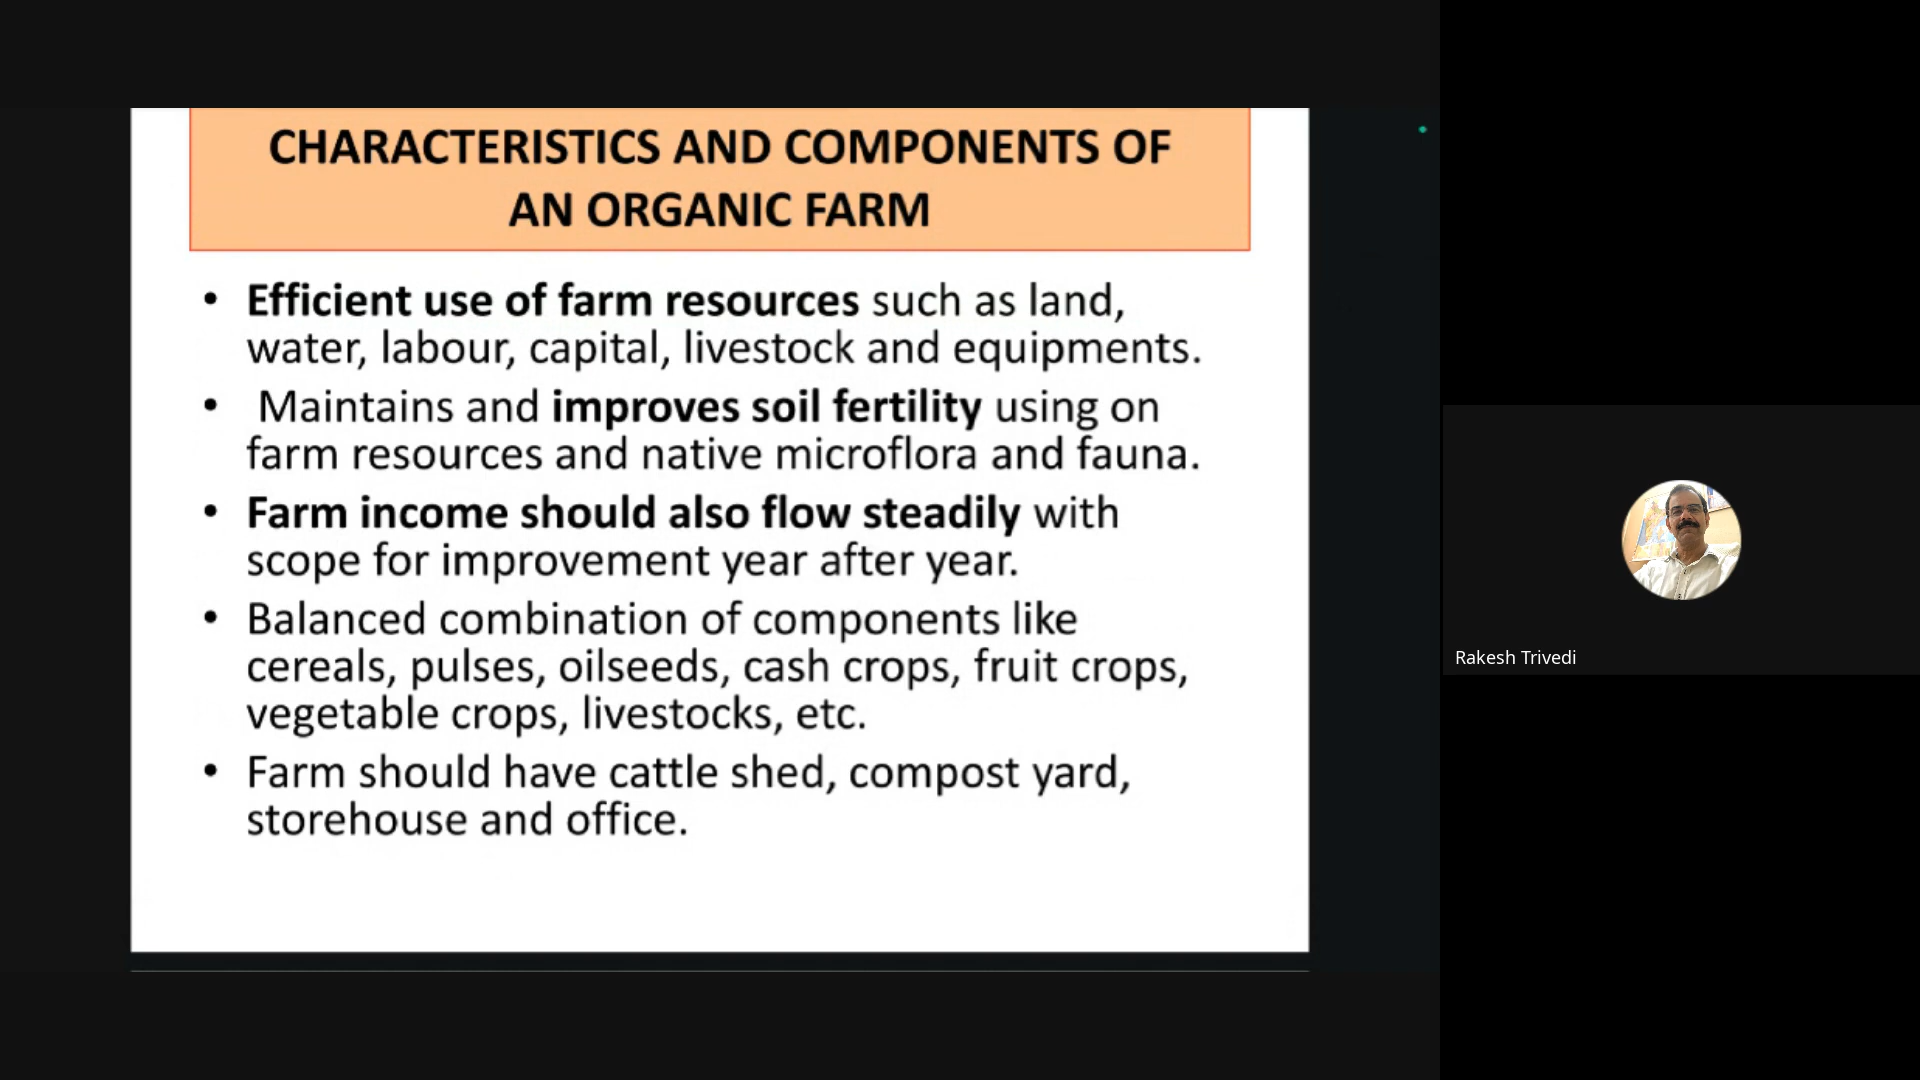 CHARACTERISTICS AND COMPONENTS OF
AN ORGANIC FARM
• Efficient use of farm resources such as land,
water, labour, capital, livestock and equipments.
• Maintains and improves soil fertility using on
farm resources and native microflora and fauna.
• Farm income should also flow steadily with
scope for improvement year after year.
• Balanced combination of components like
cereals, pulses, oilseeds, cash crops, fruit crops,
vegetable crops, livestocks, etc.
• Farm should have cattle shed, compost yard,
storehouse and office.
Rakesh Trivedi